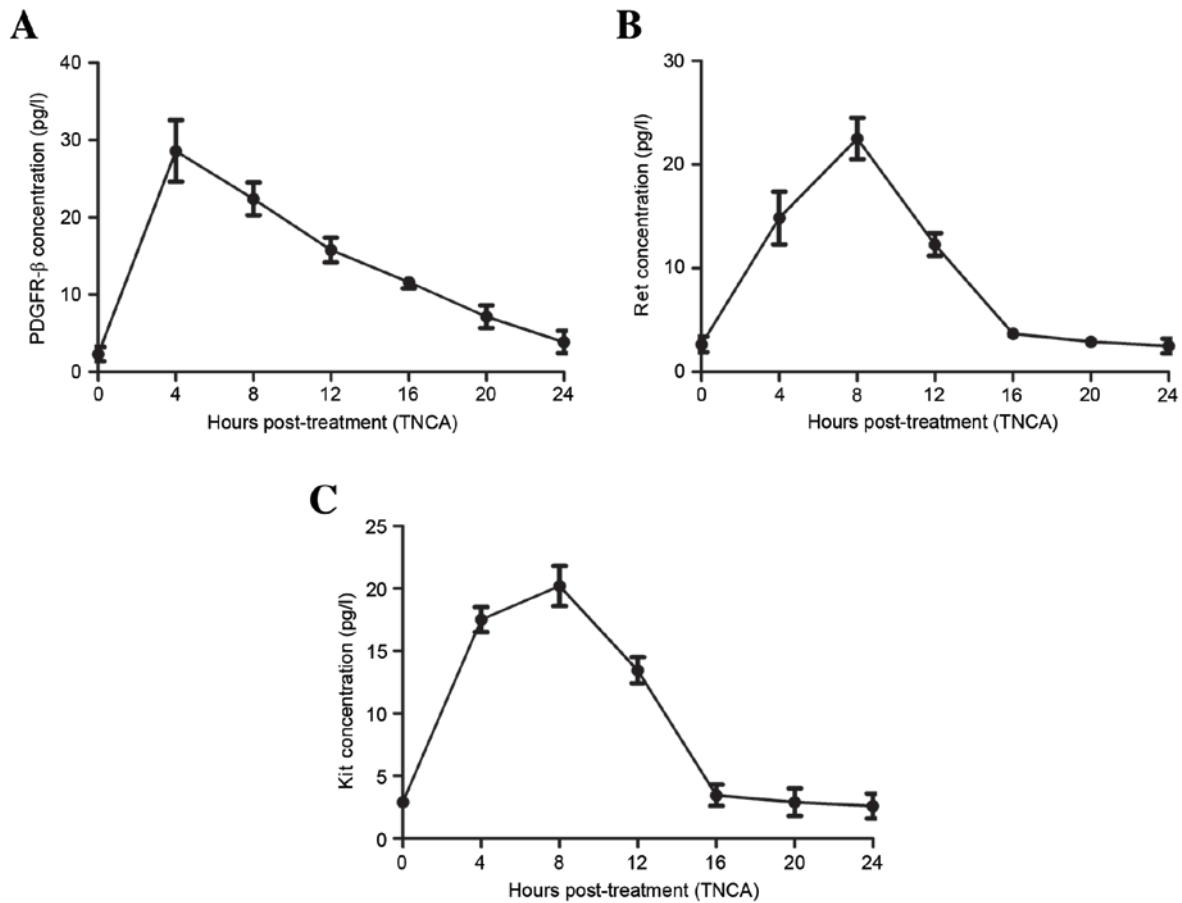 A
PDGFR-β concentration (pg/l)
40
30
20
10
0
0 4 8 12 16 20 24
Hours post-treatment (TNCA)
B
Ret concentration (pg/l)
30
20
10
0
0 4 8 12 16 20 24
Hours post-treatment (TNCA)
C
Kit concentration (pg/l)
25
20
15
10
5
0
0 4 8 12 16 20 24
Hours post-treatment (TNCA)